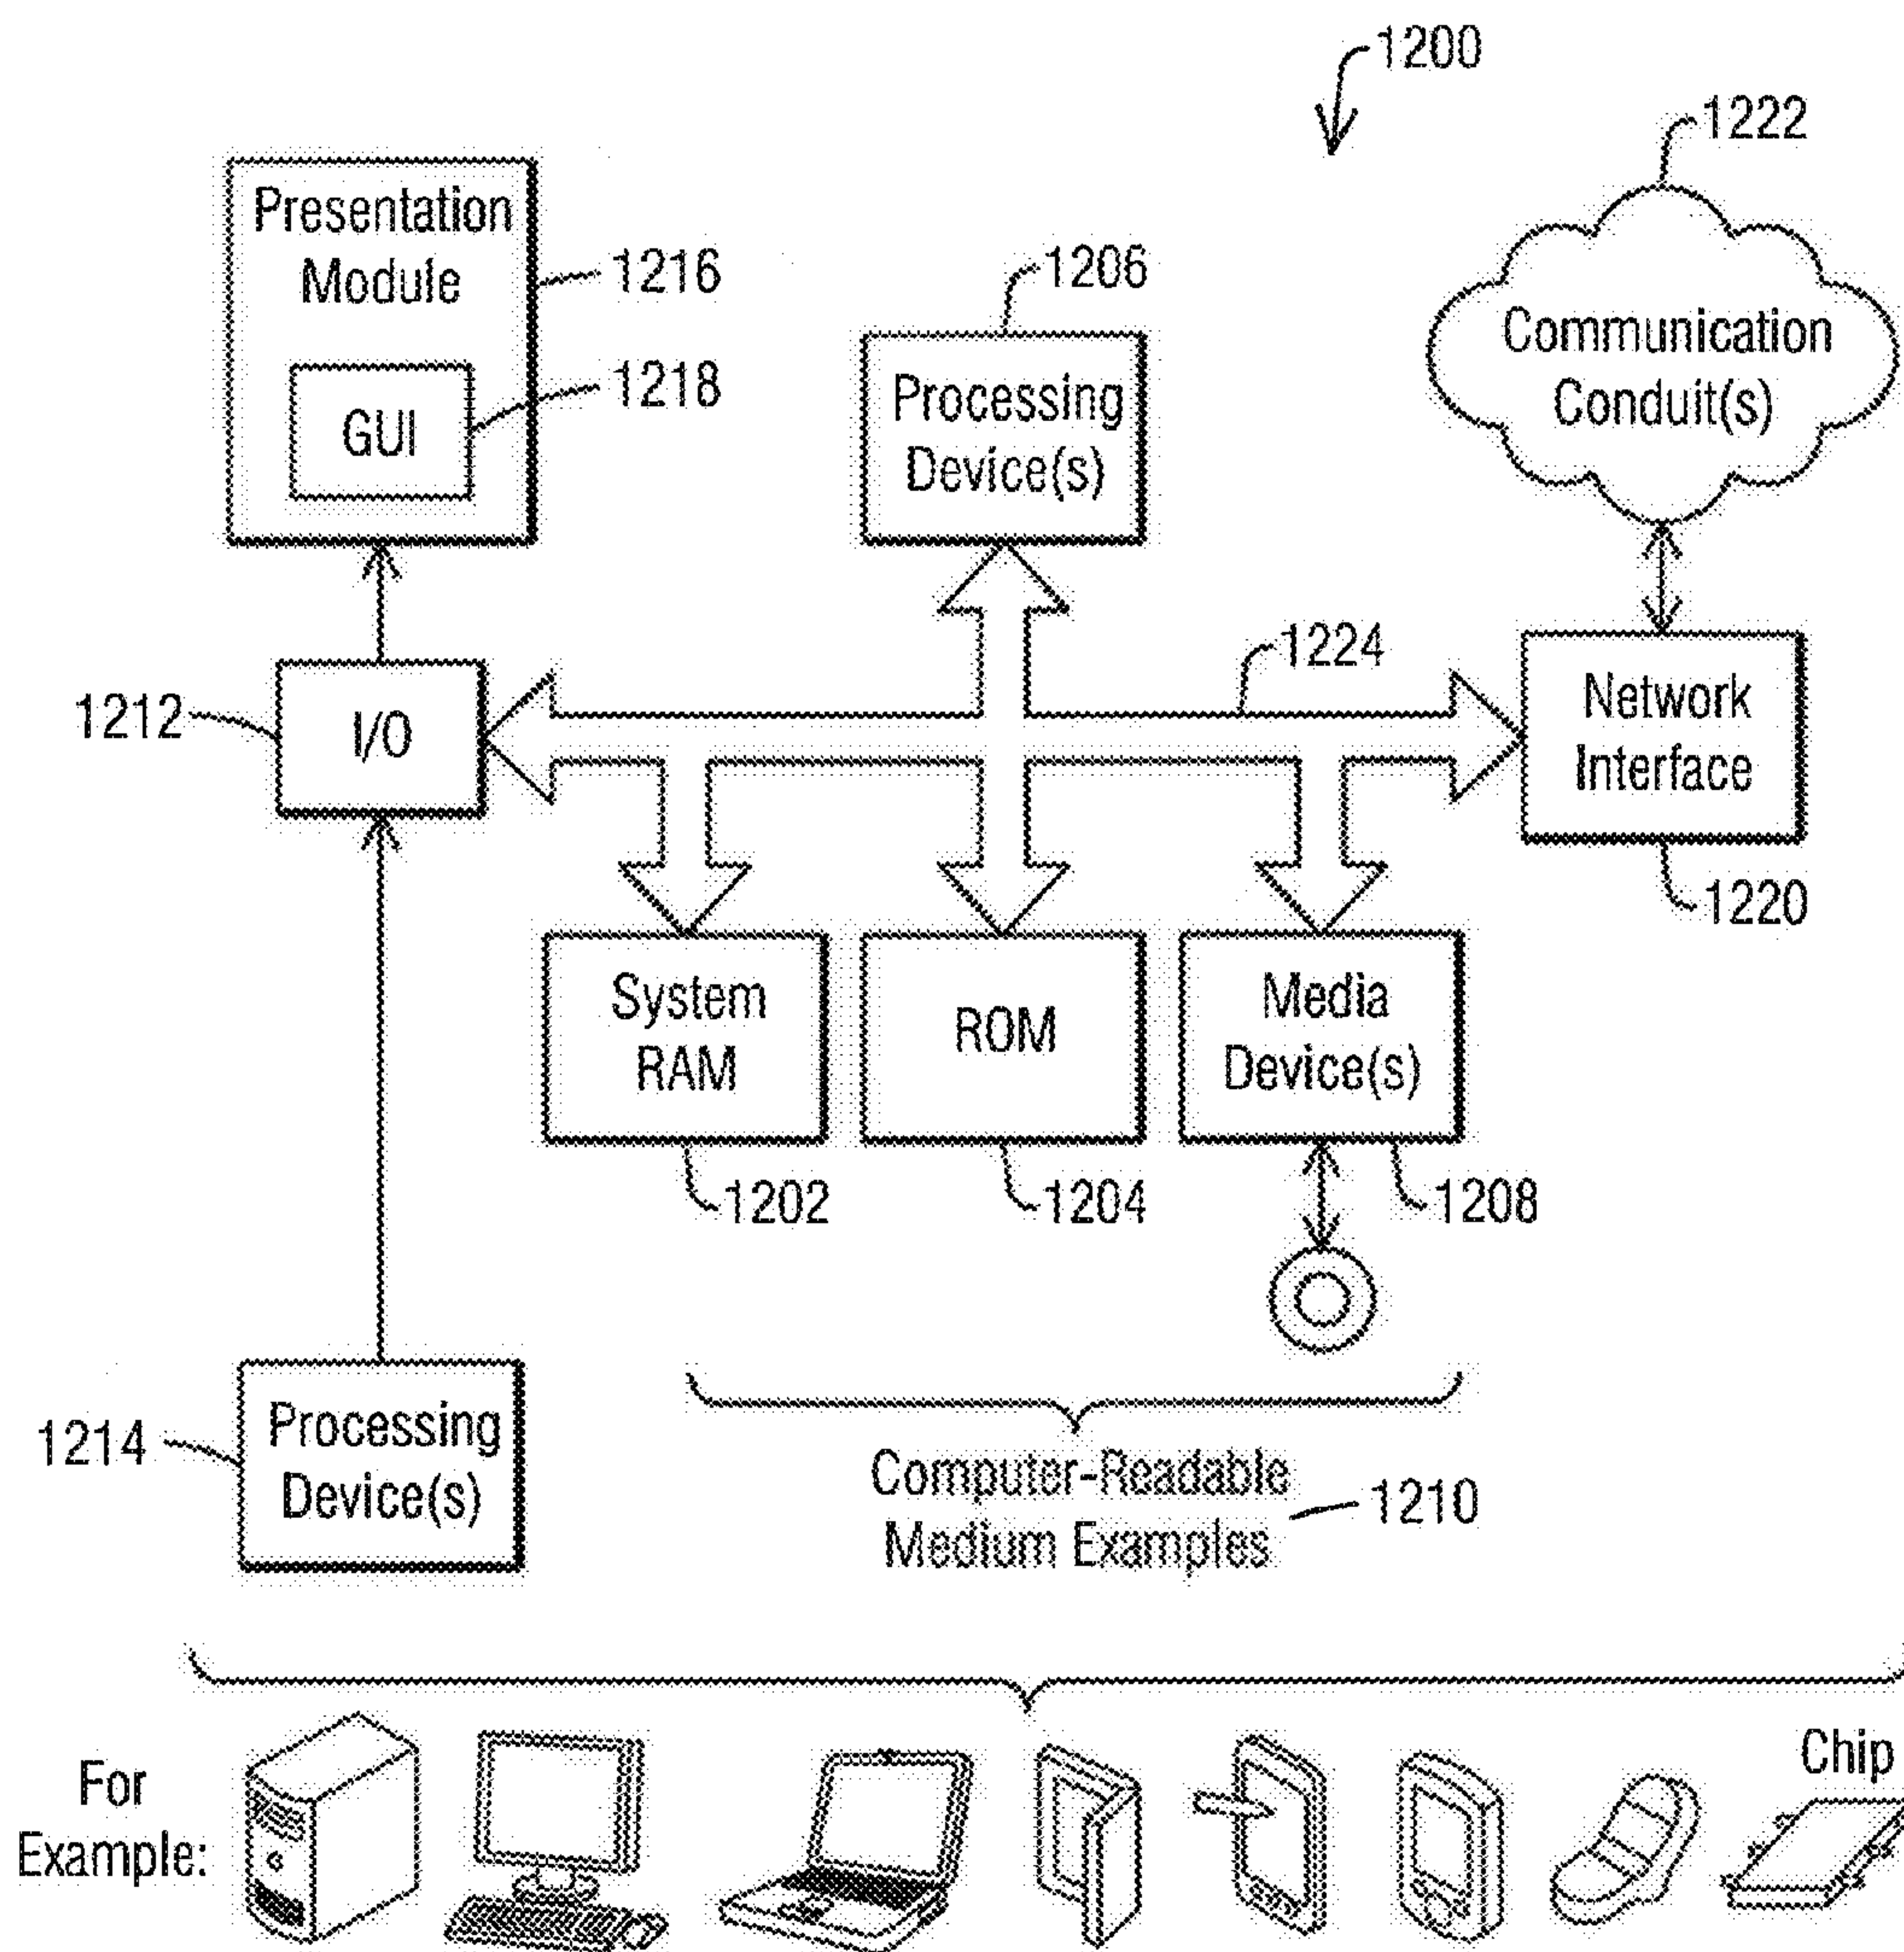 1200
1222
Presentation
Module
1216
GUI
1218
1206
Processing
Device(s)
Communication
Conduit(s)
1224
1212
I/O
Network
Interface
1220
System
RAM
ROM
Media
Device(s)
1202
1204
1208
1214
Processing
Device(s)
Computer-Readable
Medium Examples
1210
For
Example:
Chip